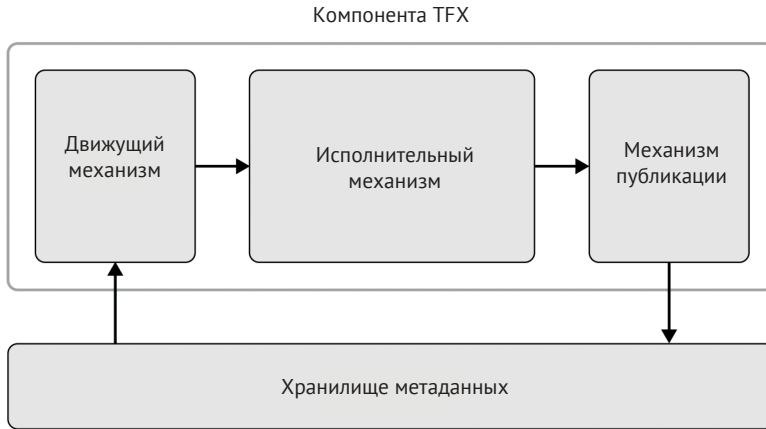 Компонента TFX
Движущий
механизм
Исполнительный
механизм
Механизм
публикации
Хранилище метаданных